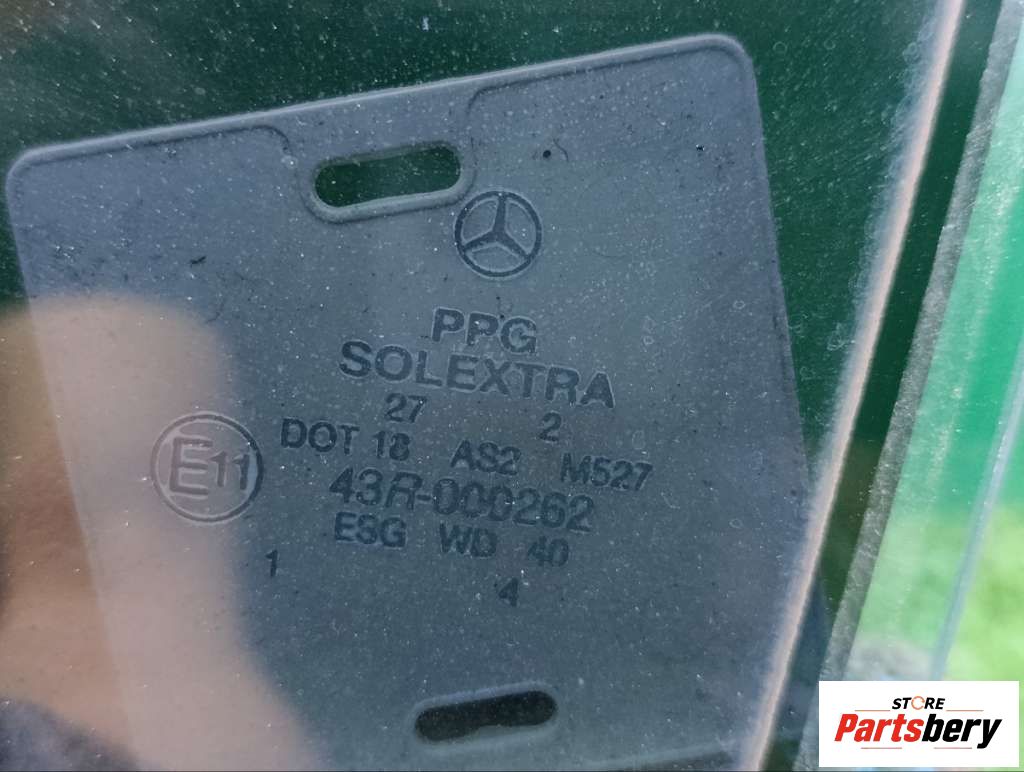 PPG
SOLEXTRA
27 2
DOT 18 AS2 M527
E11
43R-000262
ESG WD 40
1
4
STORE
Partsbery